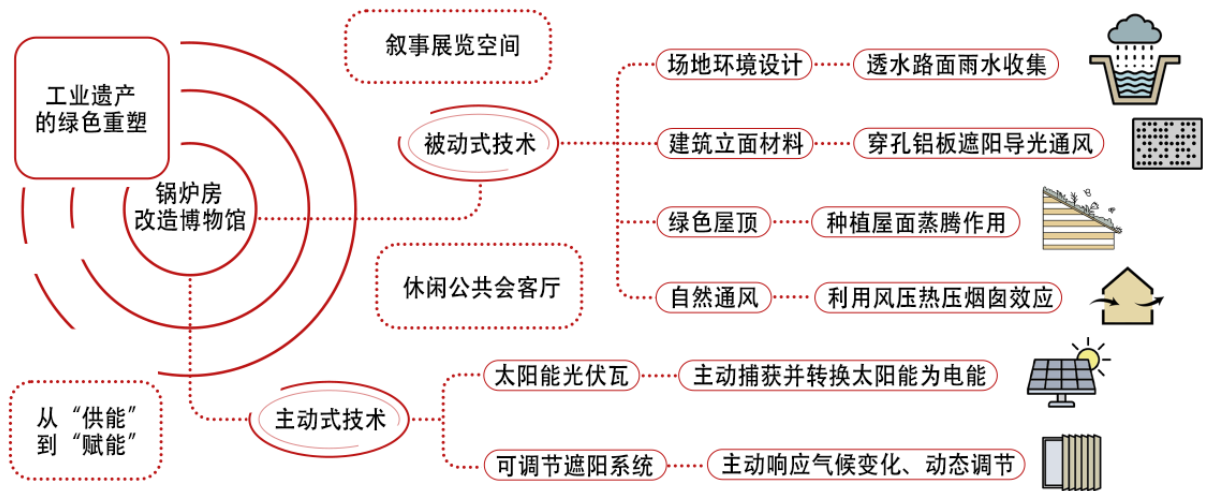 工业遗产
的绿色重塑
锅炉房
改造博物馆
叙事展览空间
被动式技术
场地环境设计
透水路面雨水收集
建筑立面材料
穿孔铝板遮阳导光通风
绿色屋顶
种植屋面蒸腾作用
自然通风
利用风压热压烟囱效应
休闲公共会客厅
从“供能”
到“赋能”
主动式技术
太阳能光伏瓦
主动捕获并转换太阳能为电能
可调节遮阳系统
主动响应气候变化、动态调节